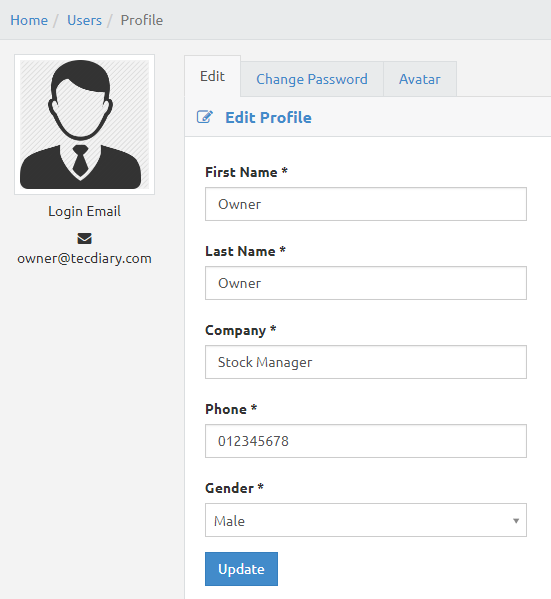 Home / Users / Profile
Login Email
owner@tecdiary.com
Edit Change Password Avatar
Edit Profile
First Name *
Owner
Last Name *
Owner
Company *
Stock Manager
Phone *
012345678
Gender *
Male
Update